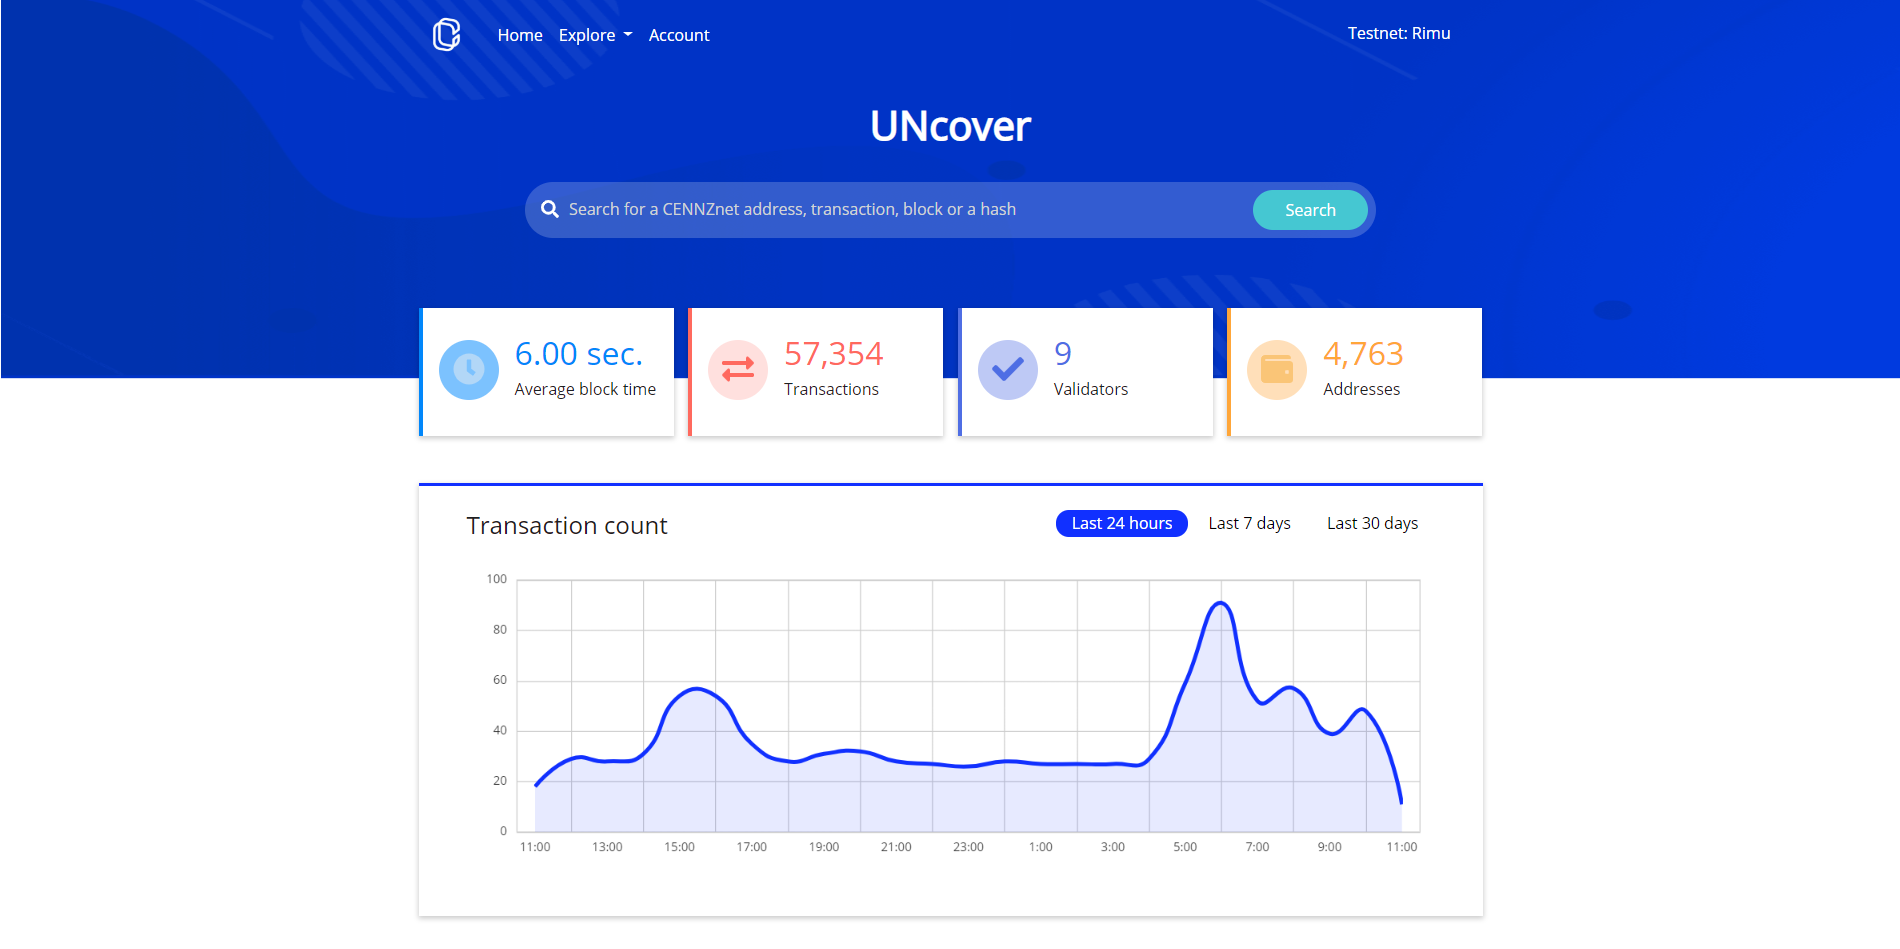 Home Explore Account Testnet: Rimu
UNcover
Search for a CENNZnet address, transaction, block or a hash Search
6.00 sec.
Average block time
57,354
Transactions
9
Validators
4,763
Addresses
Transaction count Last 24 hours Last 7 days Last 30 days
100
80
60
40
20
0
11:00 13:00 15:00 17:00 19:00 21:00 23:00 1:00 3:00 5:00 7:00 9:00 11:00